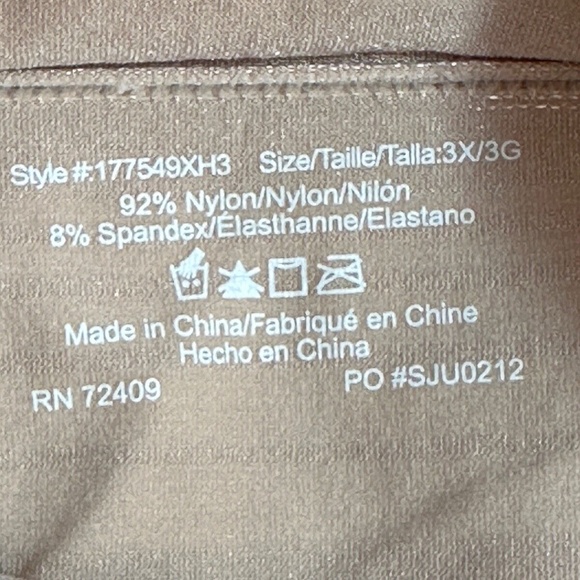 Style #:177549XH3 Size/Taille/Talla:3X/3G
92% Nylon/Nylon/Nilón
8% Spandex/Élasthanne/Elastano
Made in China/Fabriqué en Chine
Hecho en China
RN 72409 PO #SJU0212